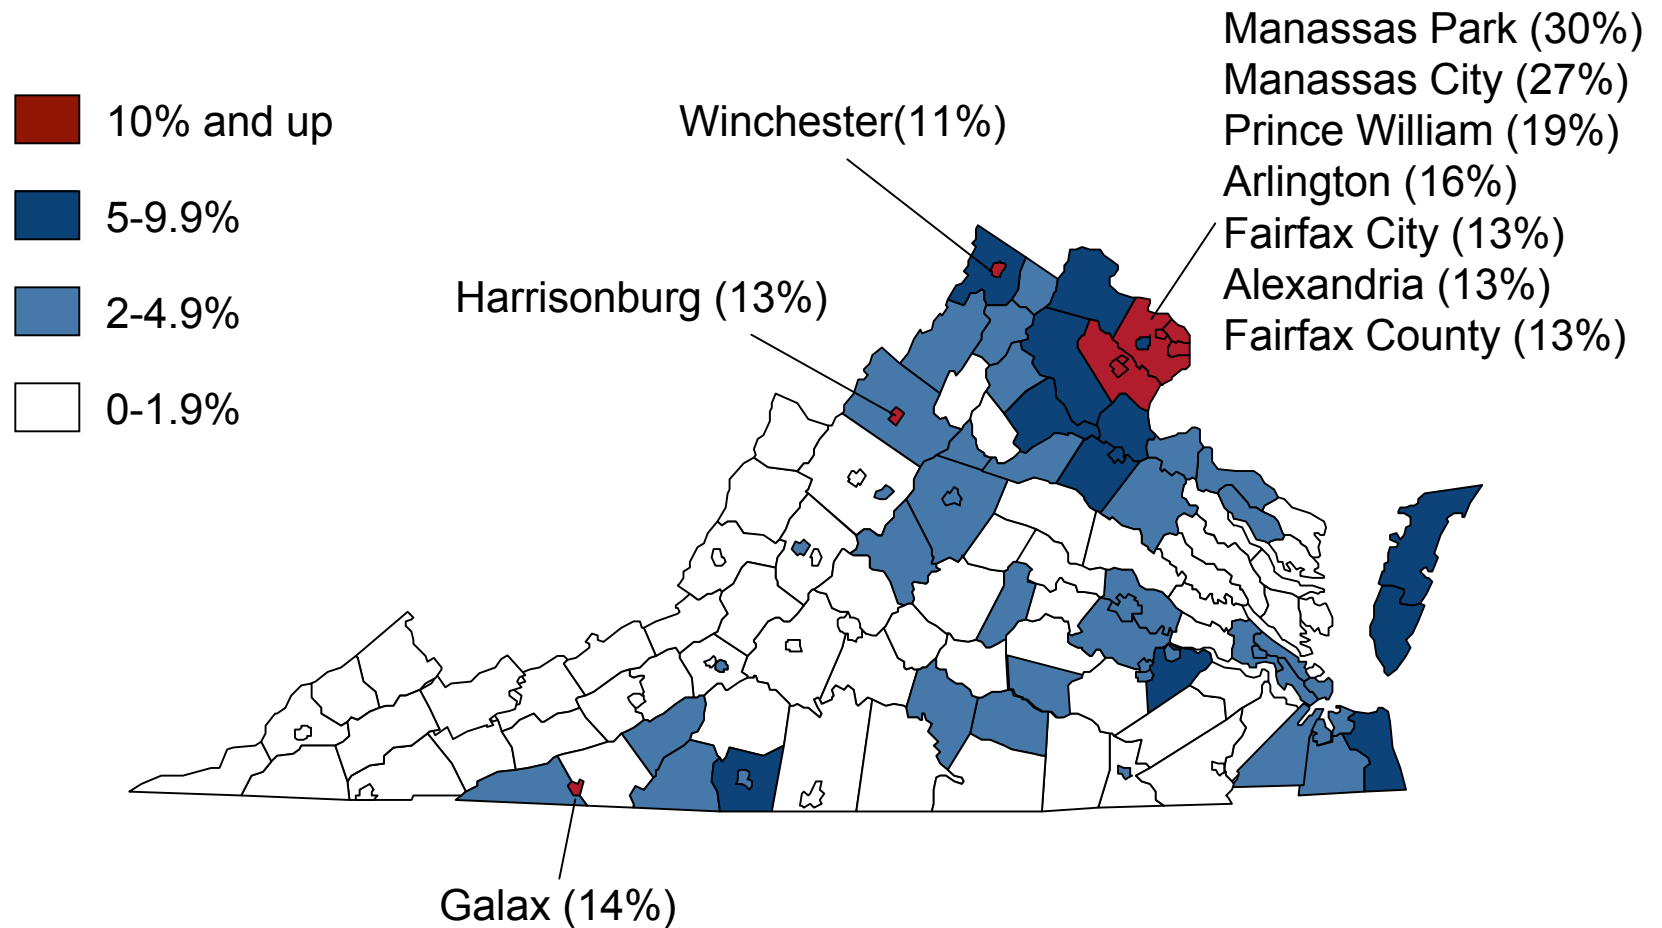 10% and up
5-9.9%
2-4.9%
0-1.9%
Winchester(11%)
Harrisonburg (13%)
Manassas Park (30%)
Manassas City (27%)
Prince William (19%)
Arlington (16%)
Fairfax City (13%)
Alexandria (13%)
Fairfax County (13%)
Galax (14%)